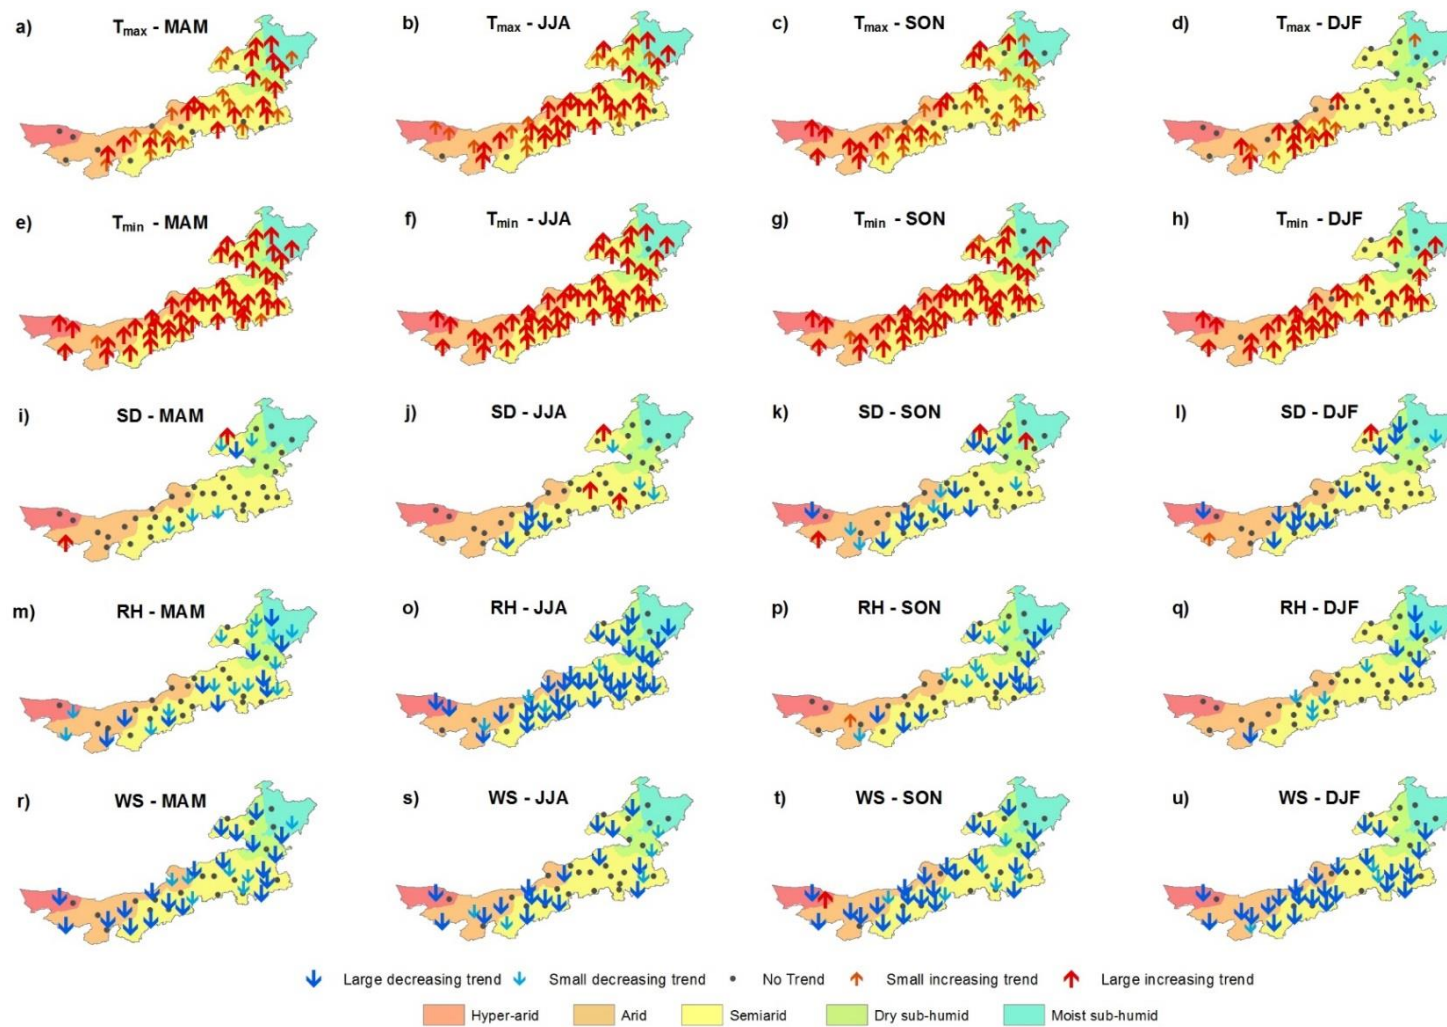 a) Tmax - MAM
b) Tmax - JJA
c) Tmax - SON
d) Tmax - DJF
e) Tmin - MAM
f) Tmin - JJA
g) Tmin - SON
h) Tmin - DJF
i) SD - MAM
j) SD - JJA
k) SD - SON
l) SD - DJF
m) RH - MAM
o) RH - JJA
p) RH - SON
q) RH - DJF
r) WS - MAM
s) WS - JJA
t) WS - SON
u) WS - DJF
Large decreasing trend Small decreasing trend No Trend Small increasing trend Large increasing trend
Hyper-arid Arid Semiarid Dry sub-humid Moist sub-humid